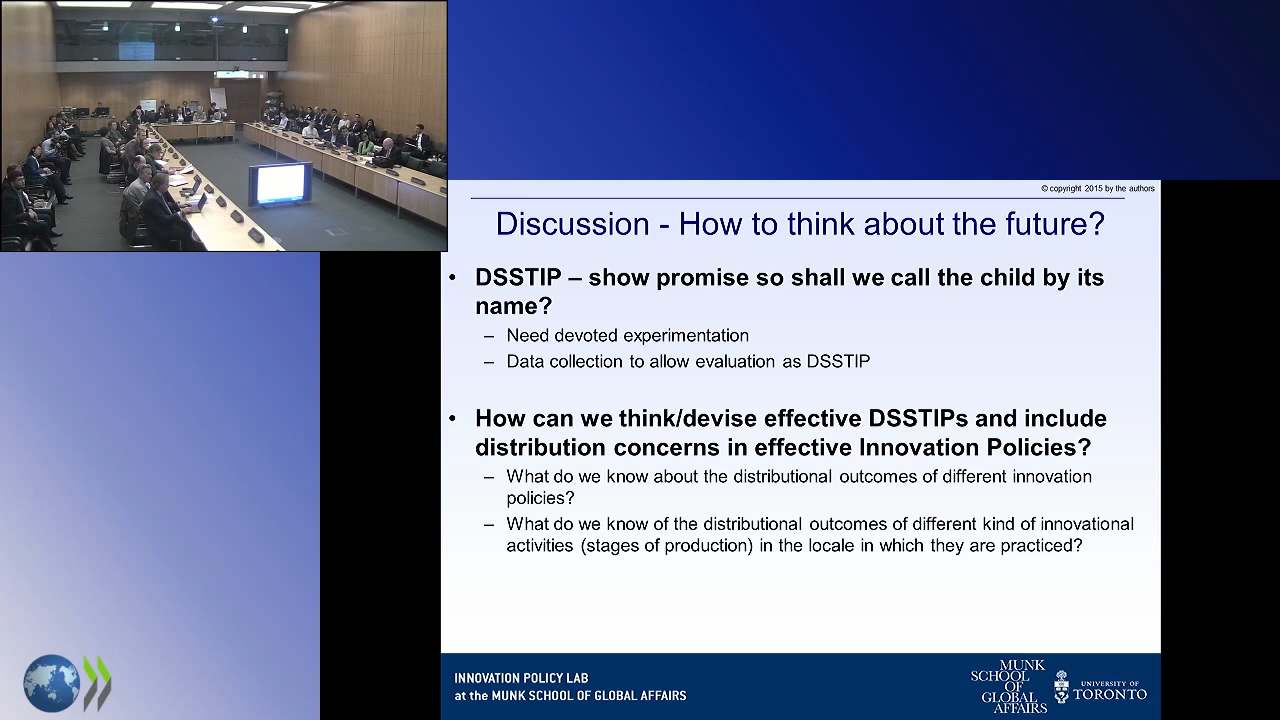 © copyright 2015 by the authors
Discussion - How to think about the future?
• DSSTIP – show promise so shall we call the child by its
name?
– Need devoted experimentation
– Data collection to allow evaluation as DSSTIP
• How can we think/devise effective DSSTIPs and include
distribution concerns in effective Innovation Policies?
– What do we know about the distributional outcomes of different innovation
policies?
– What do we know of the distributional outcomes of different kind of innovational
activities (stages of production) in the locale in which they are practiced?
INNOVATION POLICY LAB
at the MUNK SCHOOL OF GLOBAL AFFAIRS
MUNK
SCHOOL
OF
GLOBAL
AFFAIRS
UNIVERSITY OF
TORONTO